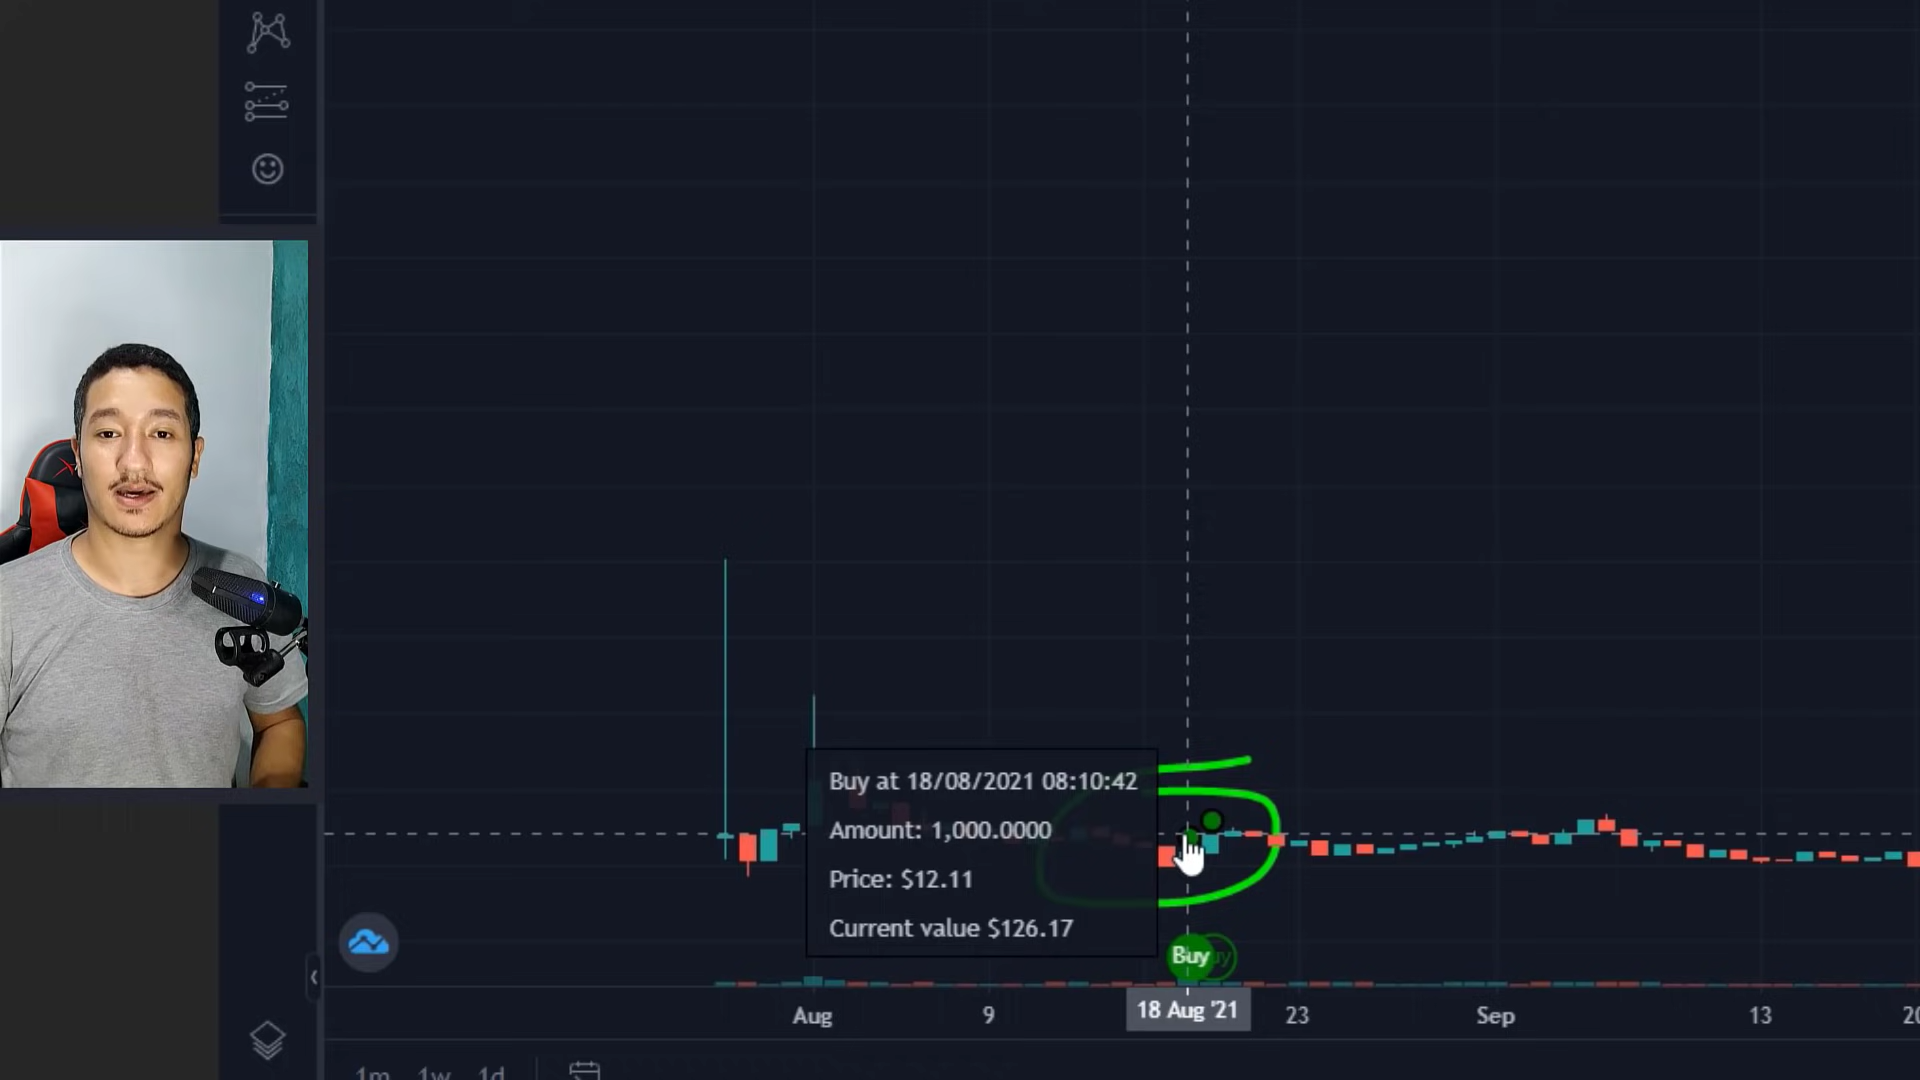 Buy at 18/08/2021 08:10:42
Amount: 1,000.0000
Price: $12.11
Current value $126.17
Buy
Aug 9 18 Aug '21 23 Sep 13 20
1m 1w 1d